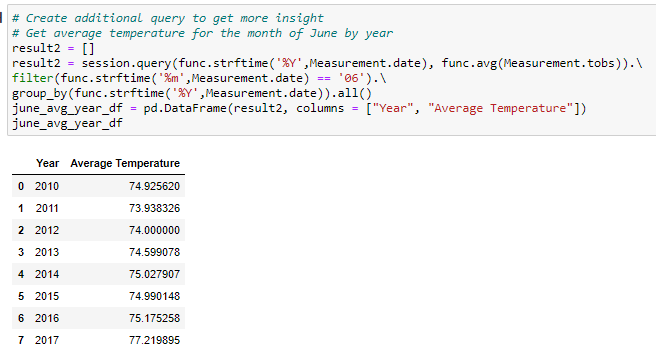 # Create additional query to get more insight
# Get average temperature for the month of June by year
result2 = []
result2 = session.query(func.strftime('%Y',Measurement.date), func.avg(Measurement.tobs)).\
filter(func.strftime('%m',Measurement.date) == '06').\
group_by(func.strftime('%Y',Measurement.date)).all()
june_avg_year_df = pd.DataFrame(result2, columns = ["Year", "Average Temperature"])
june_avg_year_df
Year Average Temperature
0 2010 74.925620
1 2011 73.938326
2 2012 74.000000
3 2013 74.599078
4 2014 75.027907
5 2015 74.990148
6 2016 75.175258
7 2017 77.219895